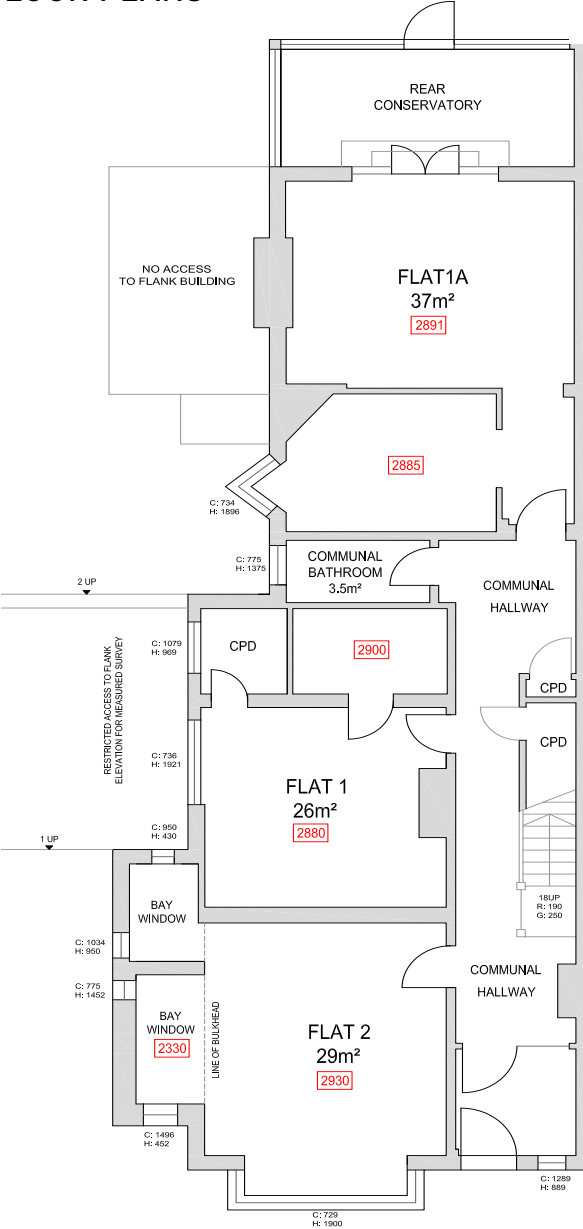 REAR
CONSERVATORY
NO ACCESS
TO FLANK BUILDING
FLAT1A
37m²
2891
2885
C: 734
H: 1896
C: 775
H: 1375
COMMUNAL
BATHROOM
3.5m²
COMMUNAL
HALLWAY
2 UP
C: 1079
H: 969
CPD
2900
CPD
RESTRICTED ACCESS TO FLANK
ELEVATION FOR MEASURED SURVEY
C: 736
H: 1921
CPD
FLAT 1
26m²
2880
C: 950
H: 430
1 UP
18UP
R: 190
G: 250
BAY
WINDOW
C: 1034
H: 950
COMMUNAL
HALLWAY
C: 775
H: 1452
BAY
WINDOW
2330
LINE OF BULKHEAD
FLAT 2
29m²
2930
C: 1496
H: 452
C: 1289
H: 889
C: 729
H: 1900